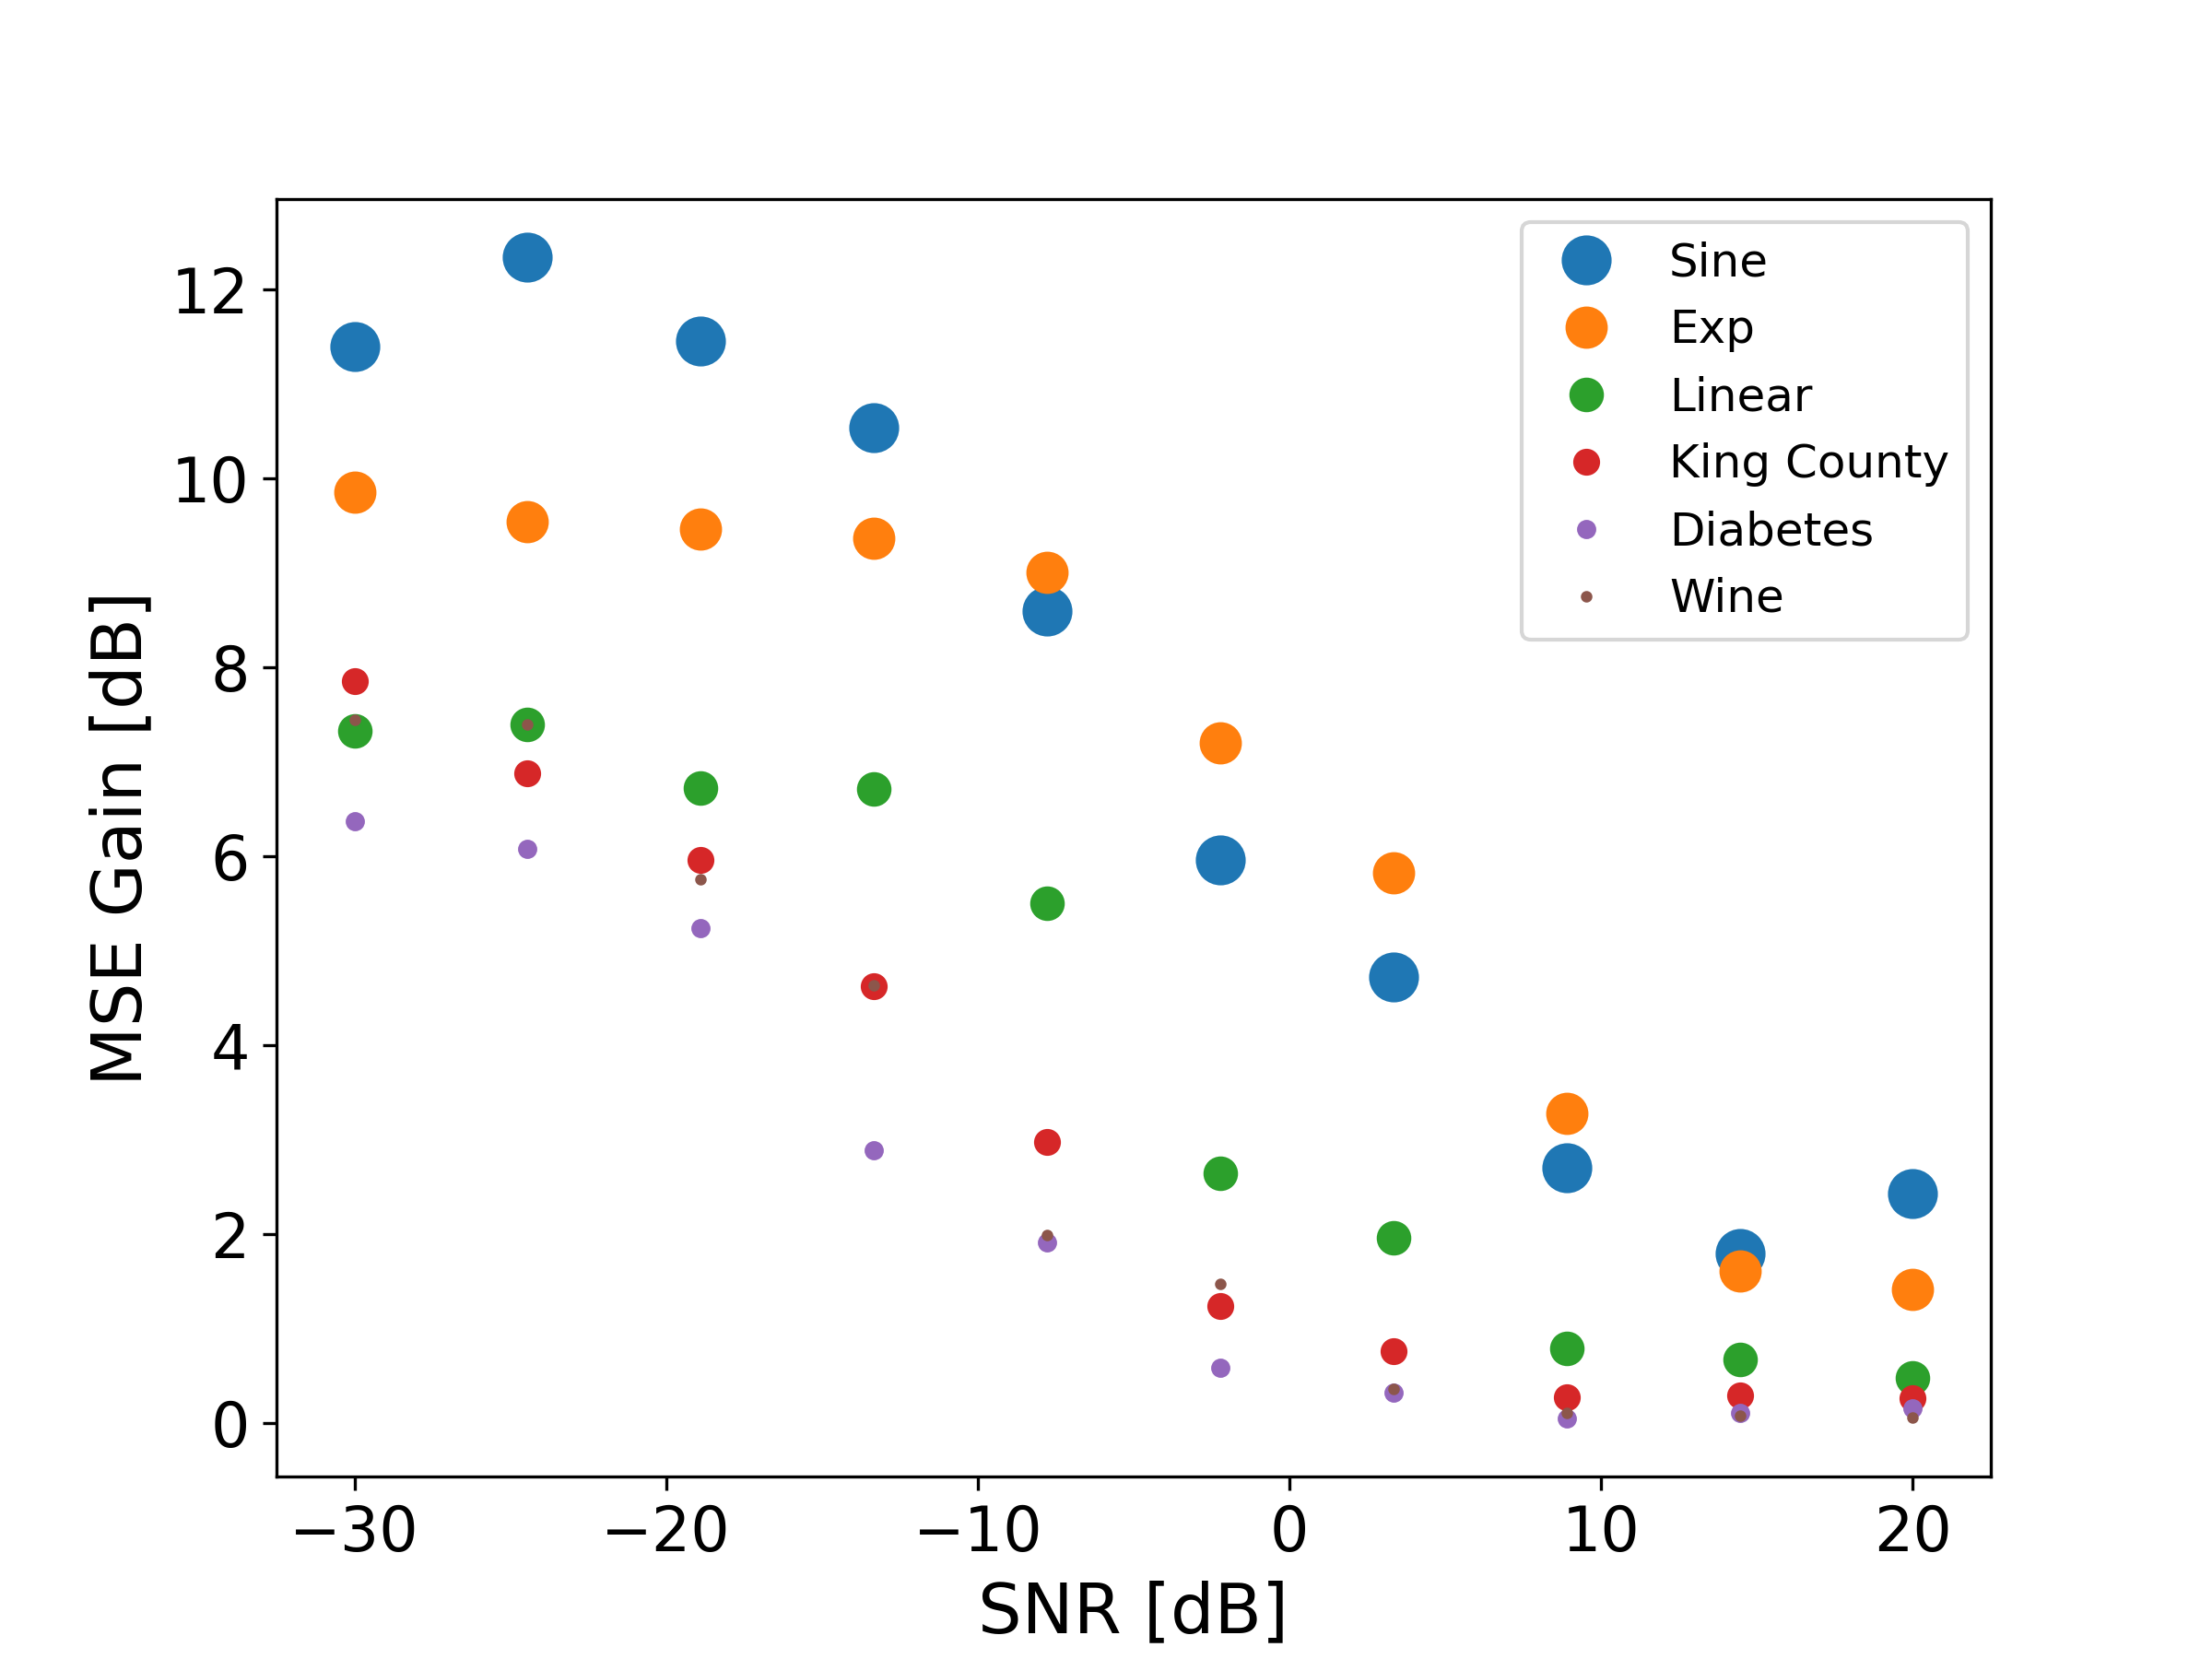 Sine
Exp
Linear
King County
Diabetes
Wine
MSE Gain [dB]
12
10
8
6
4
2
0
−30 −20 −10 0 10 20
SNR [dB]